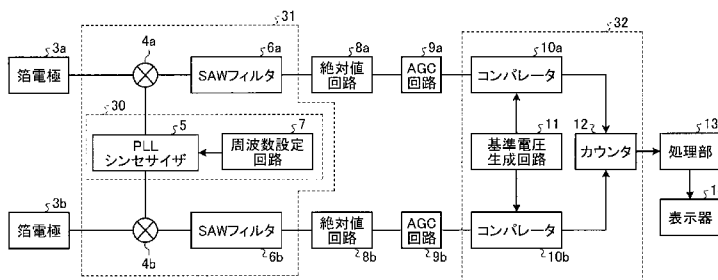 31
32
3a
4a
6a
8a
9a
10a
箔電極
SAWフィルタ
絶対値
回路
AGC
回路
コンパレータ
30
5
7
11
12
13
PLL
シンセサイザ
周波数設定
回路
基準電圧
生成回路
カウンタ
処理部
3b
箔電極
SAWフィルタ
絶対値
回路
AGC
回路
コンパレータ
表示器
4b
6b
8b
9b
10b